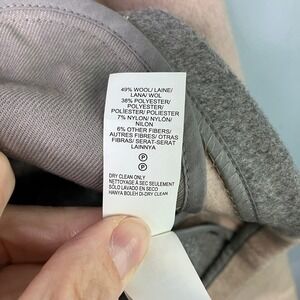 49% WOOL/ LAINE/
LANA/ WOL
38% POLYESTER/
POLYESTER/
POLIÉSTER/ POLIESTER
7% NYLON/ NYLON/
NILON
6% OTHER FIBERS/
AUTRES FIBRES/ OTRAS
FIBRAS/ SERAT-SERAT
LAINNYA
P
P
DRY CLEAN ONLY
NETTOYAGE À SEC SEULEMENT
SOLO LAVADO EN SECO
HANYA BOLEH DI-DRY CLEAN